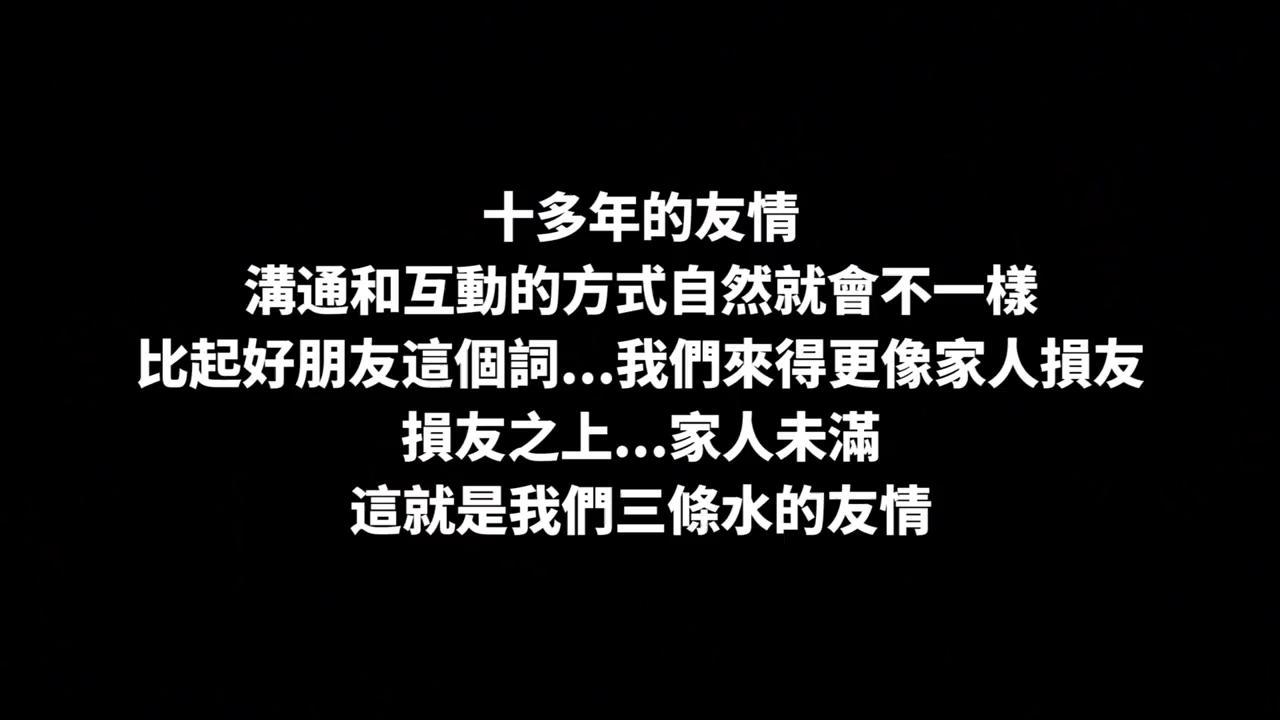 十多年的友情
溝通和互動的方式自然就會不一樣
比起好朋友這個詞...我們來得更像家人損友
損友之上...家人未滿
這就是我們三條水的友情